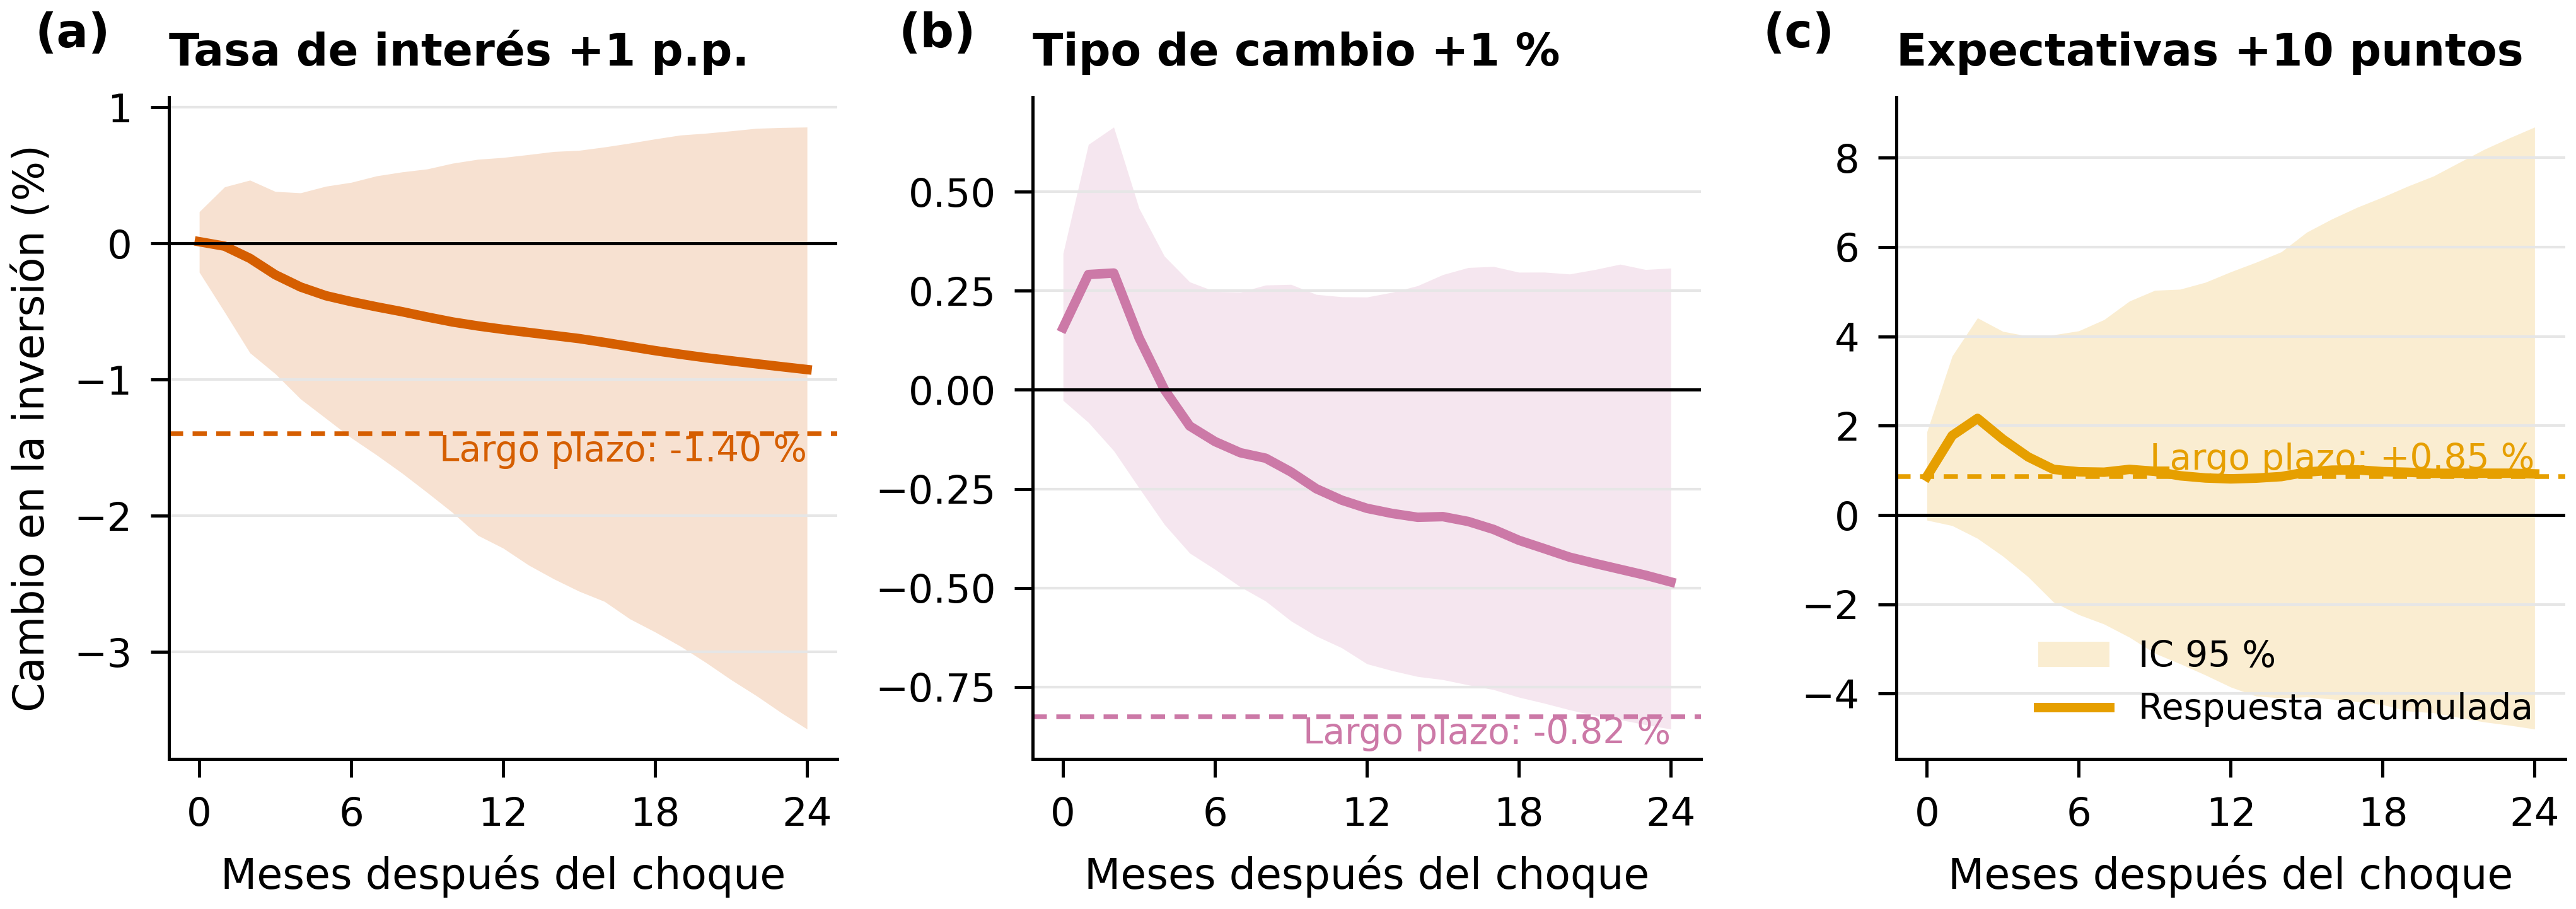 (a) Tasa de interés +1 p.p.
Cambio en la inversión (%)
1
0
−1
−2
−3
Largo plazo: -1.40 %
0 6 12 18 24
Meses después del choque
(b) Tipo de cambio +1 %
0.50
0.25
0.00
−0.25
−0.50
−0.75
Largo plazo: -0.82 %
0 6 12 18 24
Meses después del choque
(c) Expectativas +10 puntos
8
6
4
2
0
−2
−4
Largo plazo: +0.85 %
IC 95 %
Respuesta acumulada
0 6 12 18 24
Meses después del choque